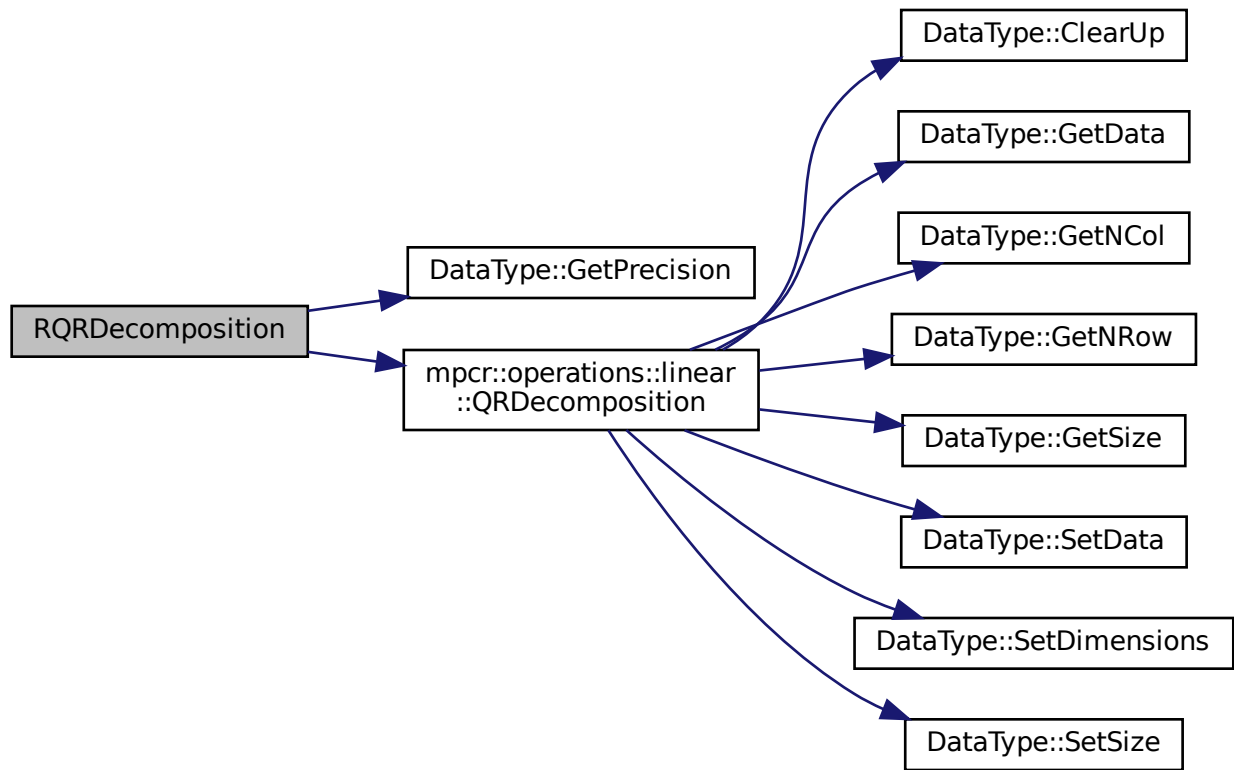 RQRDecomposition
DataType::GetPrecision
mpcr::operations::linear
::QRDecomposition
DataType::ClearUp
DataType::GetData
DataType::GetNCol
DataType::GetNRow
DataType::GetSize
DataType::SetData
DataType::SetDimensions
DataType::SetSize